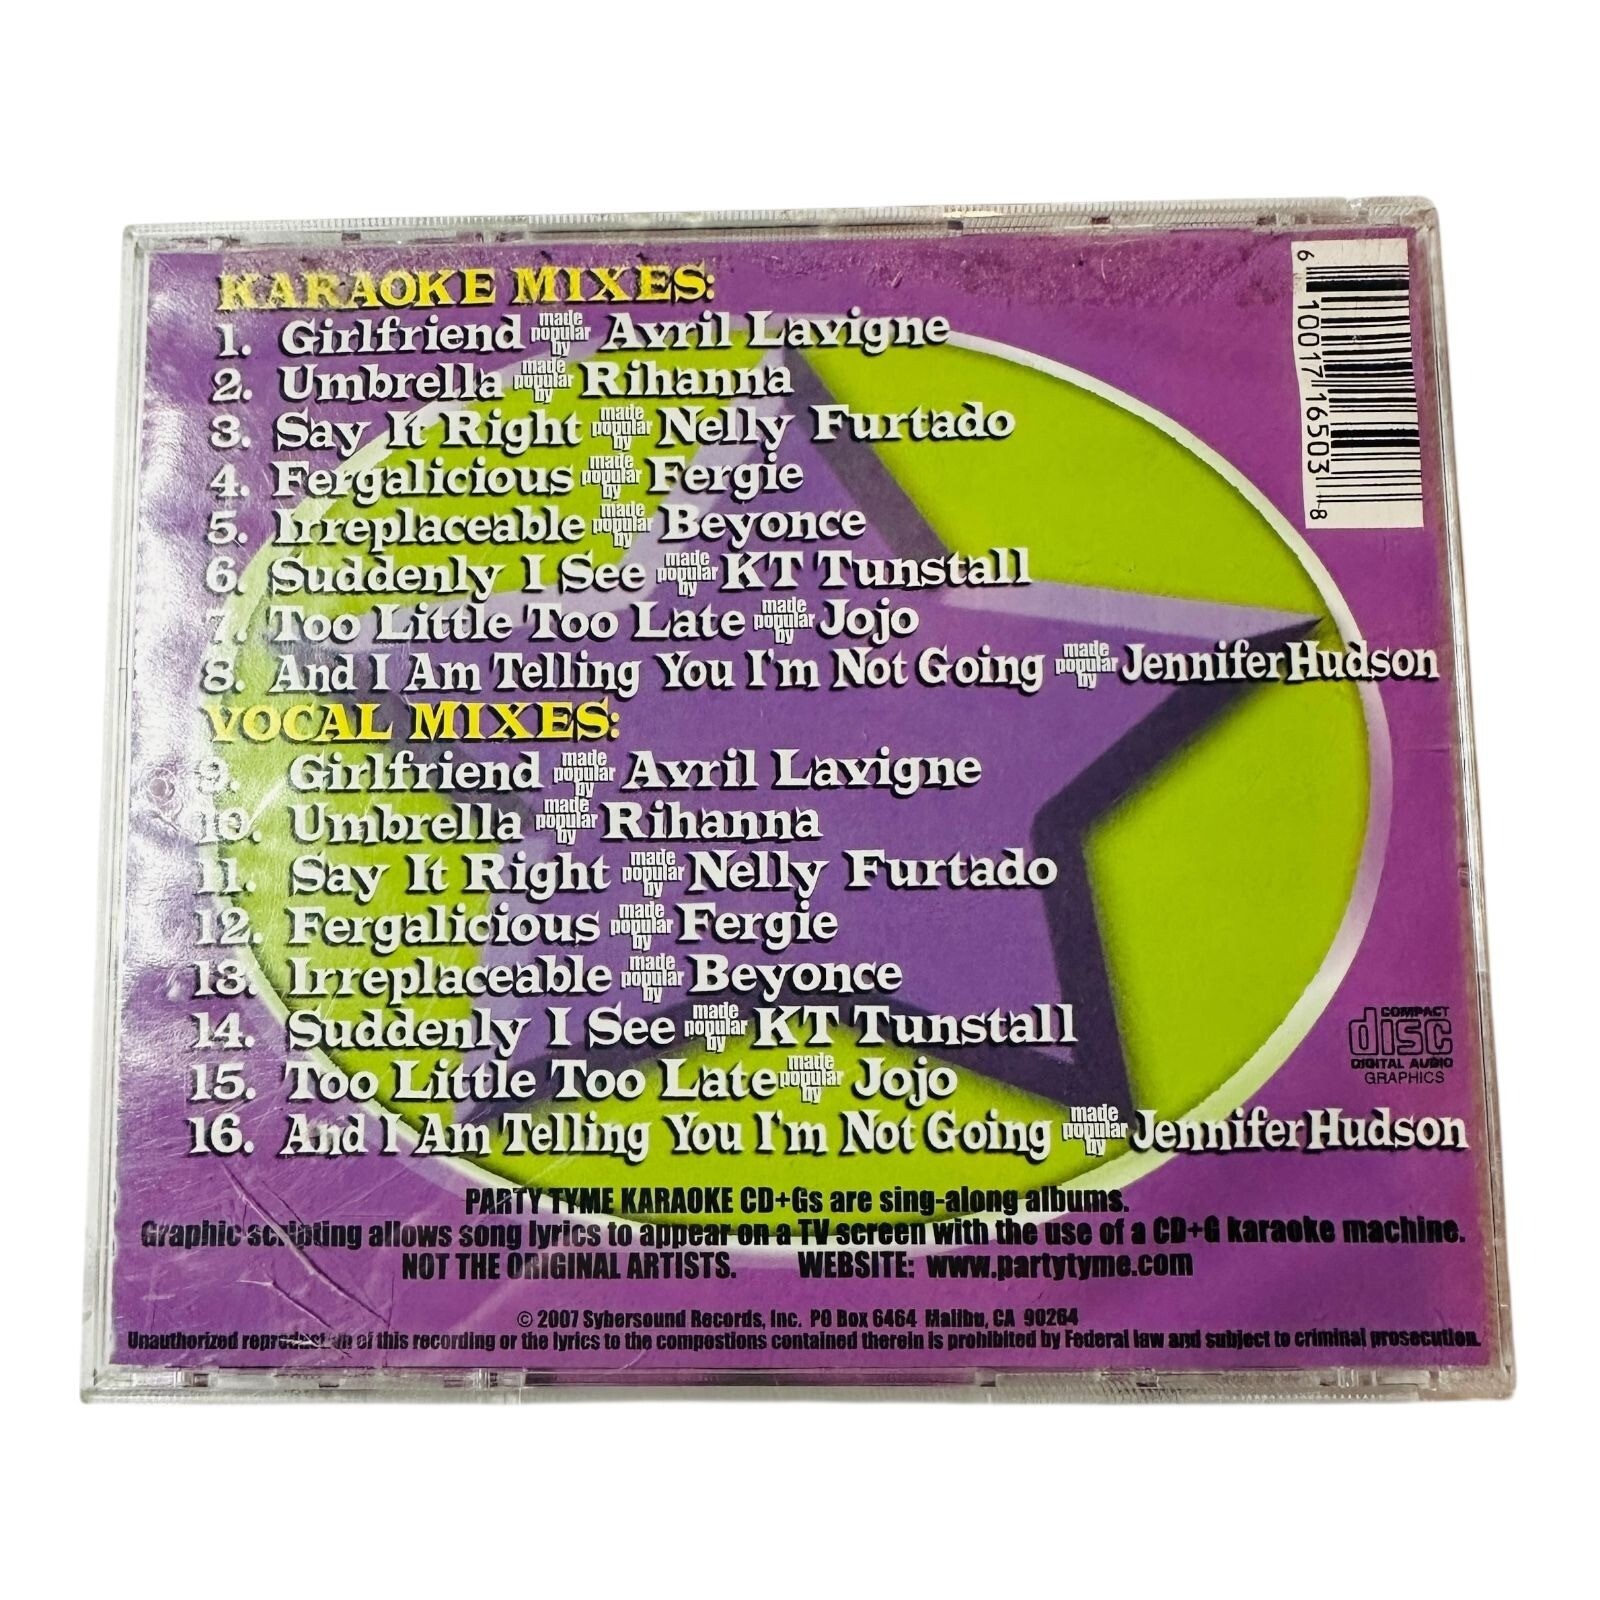 KARAOKE MIXES:
1. Girlfriend made popular by Avril Lavigne
2. Umbrella made popular by Rihanna
3. Say It Right made popular by Nelly Furtado
4. Fergalicious made popular by Fergie
5. Irreplaceable made popular by Beyonce
6. Suddenly I See made popular by KT Tunstall
7. Too Little Too Late made popular by Jojo
8. And I Am Telling You I'm Not Going made popular by Jennifer Hudson
VOCAL MIXES:
9. Girlfriend made popular by Avril Lavigne
10. Umbrella made popular by Rihanna
11. Say It Right made popular by Nelly Furtado
12. Fergalicious made popular by Fergie
13. Irreplaceable made popular by Beyonce
14. Suddenly I See made popular by KT Tunstall
15. Too Little Too Late made popular by Jojo
16. And I Am Telling You I'm Not Going made popular by Jennifer Hudson
6 10017 16503 8
COMPACT
disc
DIGITAL AUDIO
GRAPHICS
PARTY TYME KARAOKE CD+Gs are sing-along albums.
Graphic scripting allows song lyrics to appear on a TV screen with the use of a CD+G karaoke machine.
NOT THE ORIGINAL ARTISTS. WEBSITE: www.partytyme.com
© 2007 Sybersound Records, Inc. PO Box 6464 Malibu, CA 90264
Unauthorized reproduction of this recording or the lyrics to the compostions contained therein is prohibited by Federal law and subject to criminal prosecution.